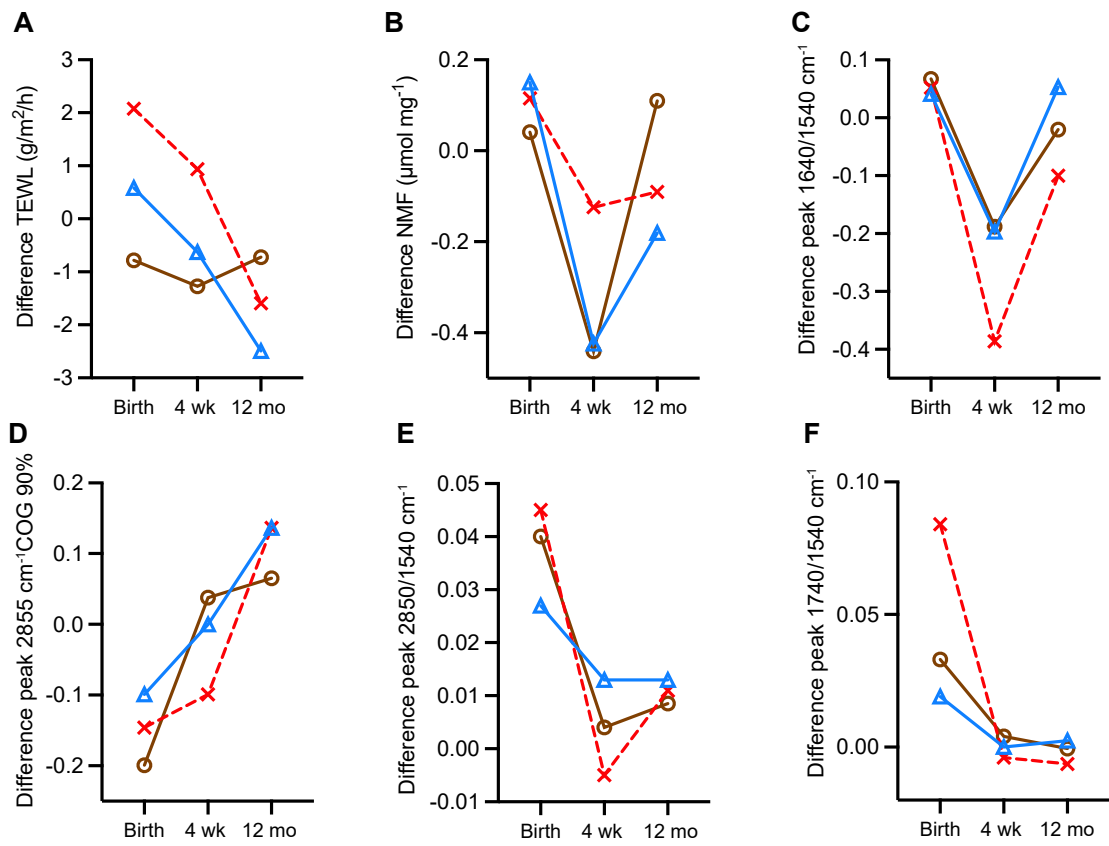 A
Difference TEWL (g/m²/h)
3
2
1
0
-1
-2
-3
Birth 4 wk 12 mo
B
Difference NMF (µmol mg⁻¹)
0.2
0.0
-0.2
-0.4
Birth 4 wk 12 mo
C
Difference peak 1640/1540 cm⁻¹
0.1
0.0
-0.1
-0.2
-0.3
-0.4
Birth 4 wk 12 mo
D
Difference peak 2855 cm⁻¹COG 90%
0.2
0.1
0.0
-0.1
-0.2
Birth 4 wk 12 mo
E
Difference peak 2850/1540 cm⁻¹
0.05
0.04
0.03
0.02
0.01
0.00
-0.01
Birth 4 wk 12 mo
F
Difference peak 1740/1540 cm⁻¹
0.10
0.05
0.00
Birth 4 wk 12 mo